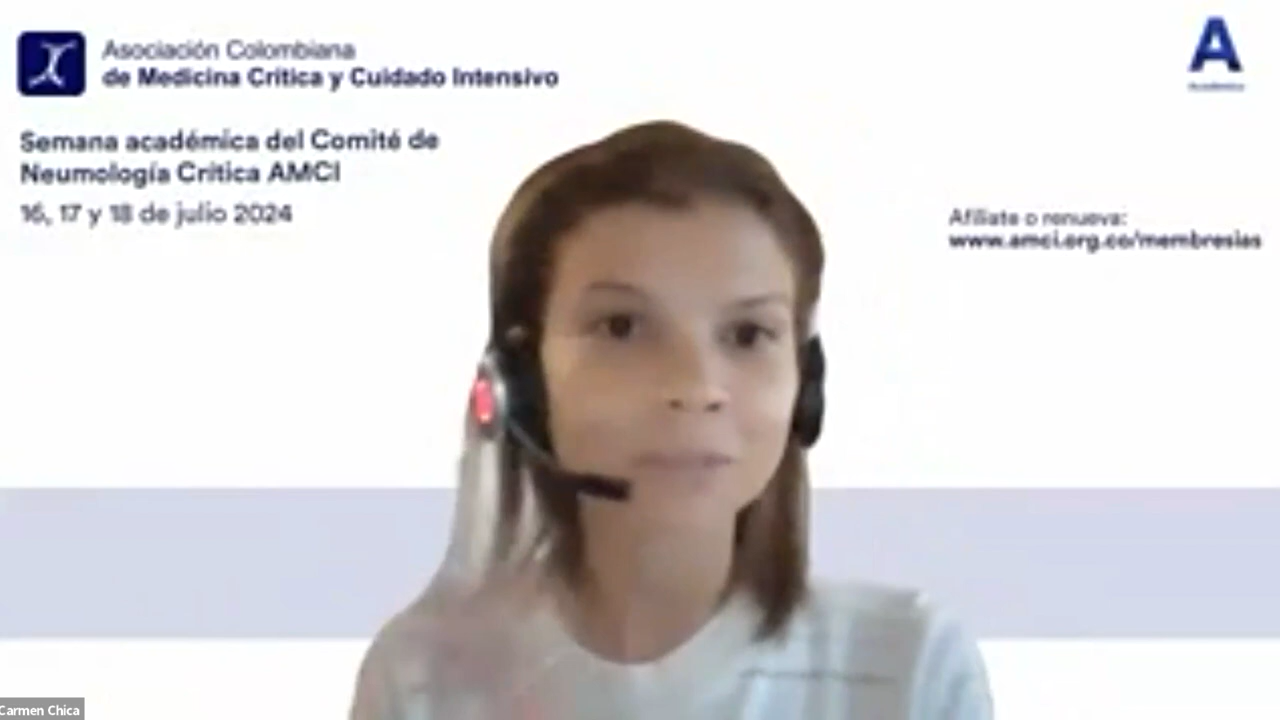 Asociación Colombiana
de Medicina Crítica y Cuidado Intensivo
A
Académico
Semana académica del Comité de
Neumología Crítica AMCI
16, 17 y 18 de julio 2024
Afíliate o renueva:
www.amci.org.co/membresias
Carmen Chica